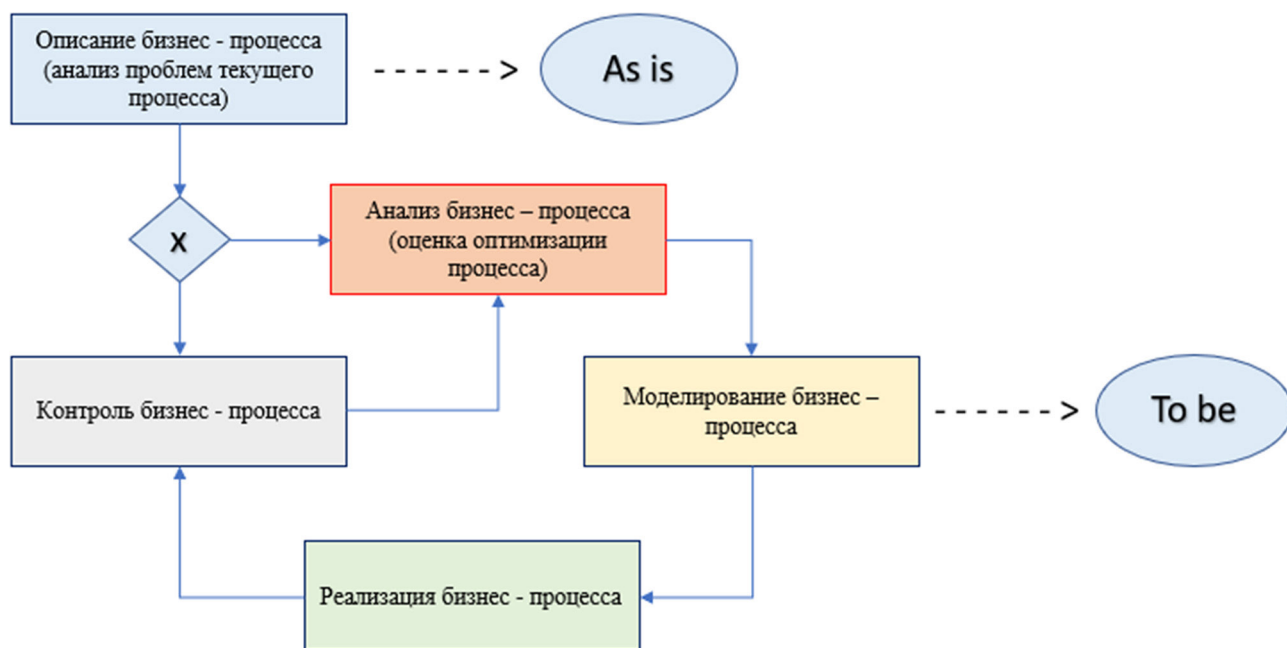 Описание бизнес - процесса
(анализ проблем текущего
процесса)
As is
x
Анализ бизнес – процесса
(оценка оптимизации
процесса)
Контроль бизнес - процесса
Моделирование бизнес –
процесса
To be
Реализация бизнес - процесса